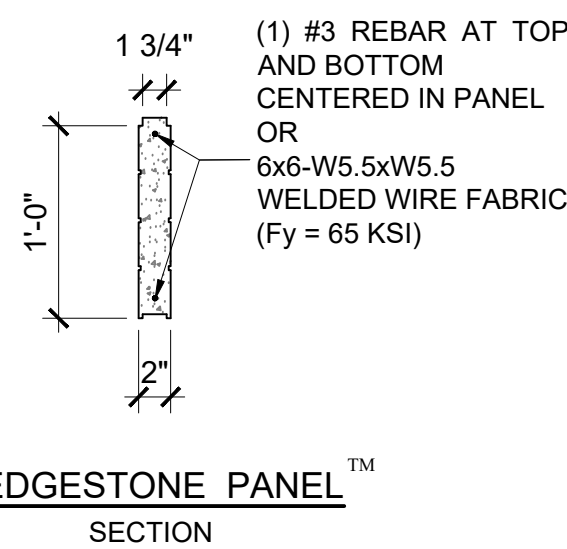 1 3/4"
(1) #3 REBAR AT TOP
AND BOTTOM
CENTERED IN PANEL
OR
6x6-W5.5xW5.5
WELDED WIRE FABRIC
(Fy = 65 KSI)
1'-0"
2"
EDGESTONE PANEL™
SECTION